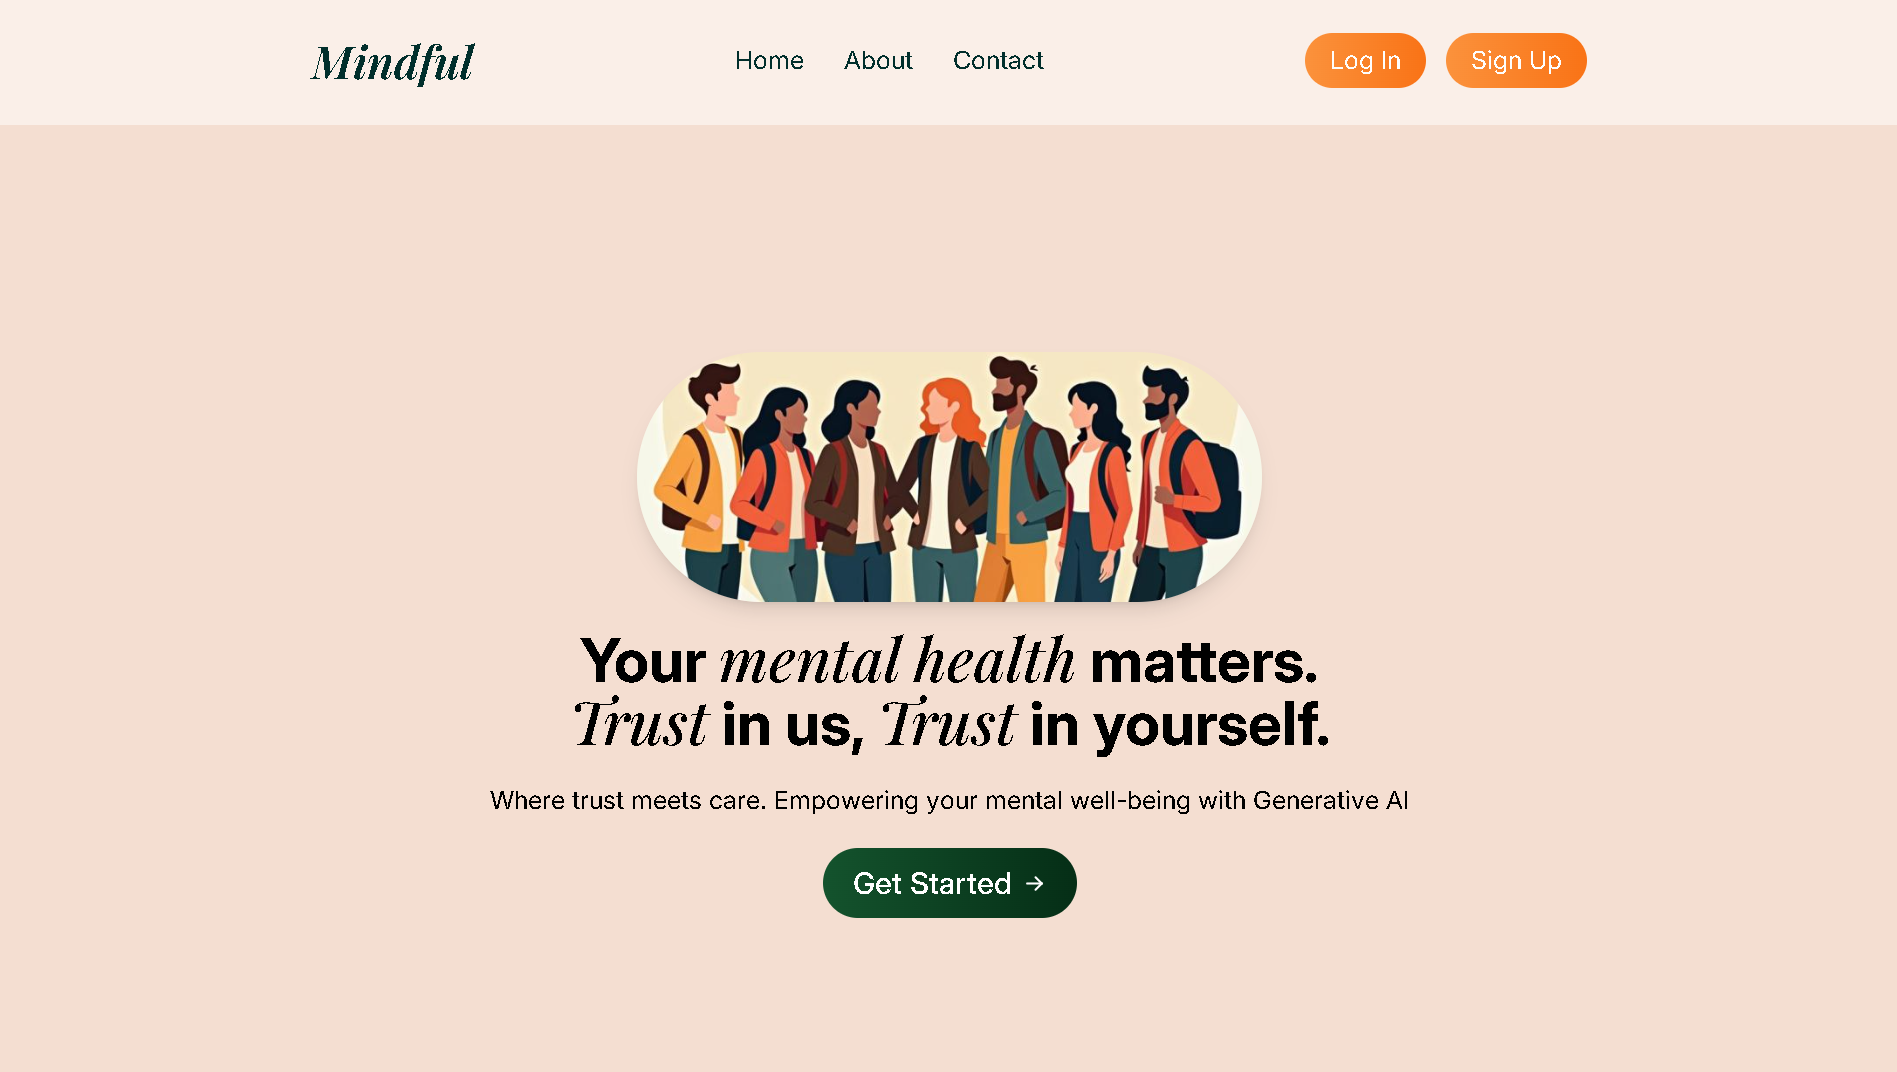 Mindful
Home About Contact
Log In Sign Up
Your mental health matters.
Trust in us, Trust in yourself.
Where trust meets care. Empowering your mental well-being with Generative AI
Get Started →